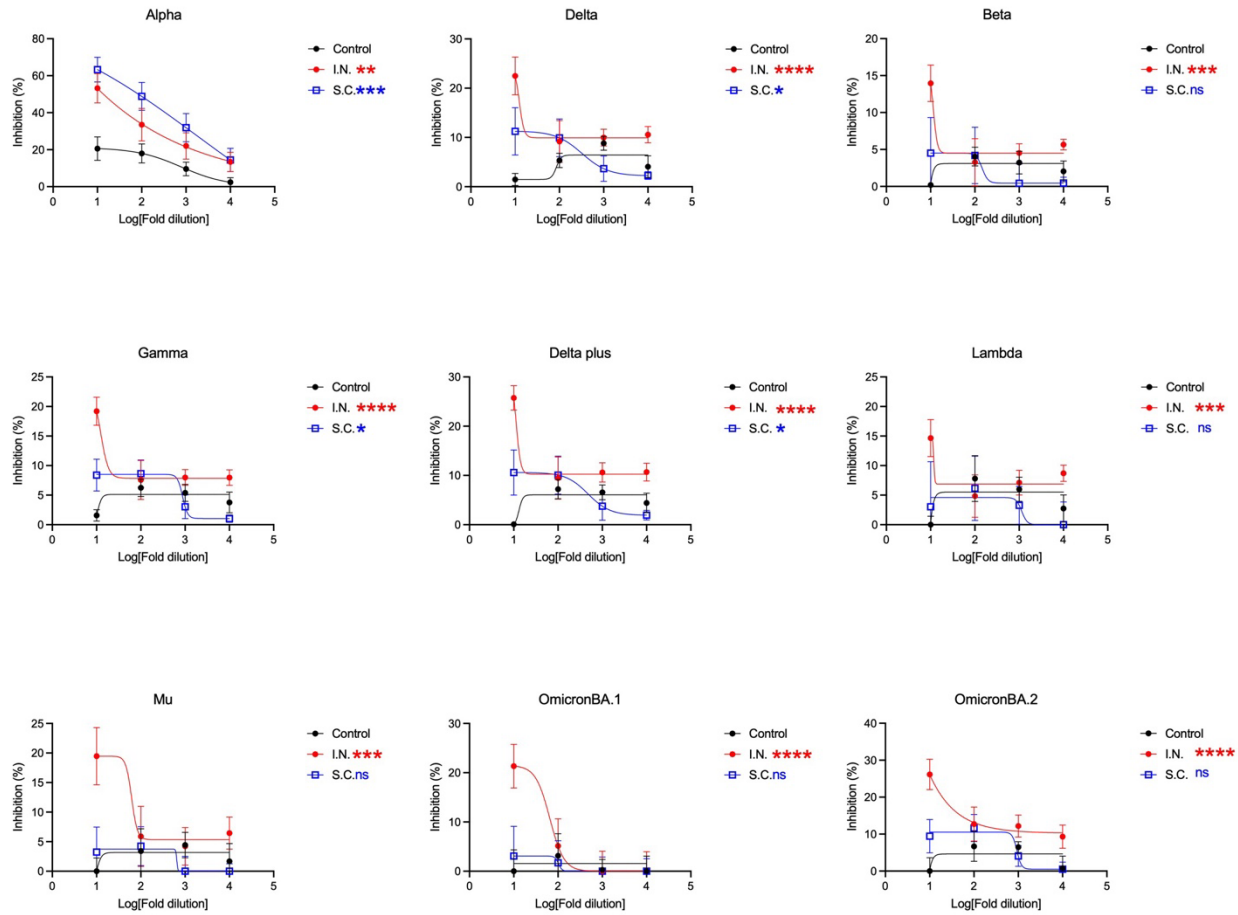 Alpha
Inhibition (%)
80
60
40
20
0
0 1 2 3 4 5
Log[Fold dilution]
Control
I.N. **
S.C.***
Delta
Inhibition (%)
30
20
10
0
0 1 2 3 4 5
Log[Fold dilution]
Control
I.N. ****
S.C. *
Beta
Inhibition (%)
20
15
10
5
0
0 1 2 3 4 5
Log[Fold dilution]
Control
I.N. ***
S.C.ns
Gamma
Inhibition (%)
25
20
15
10
5
0
0 1 2 3 4 5
Log[Fold dilution]
Control
I.N. ****
S.C. *
Delta plus
Inhibition (%)
30
20
10
0
0 1 2 3 4 5
Log[Fold dilution]
Control
I.N. ****
S.C. *
Lambda
Inhibition (%)
25
20
15
10
5
0
0 1 2 3 4 5
Log[Fold dilution]
Control
I.N. ***
S.C. ns
Mu
Inhibition (%)
25
20
15
10
5
0
0 1 2 3 4 5
Log[Fold dilution]
Control
I.N. ***
S.C.ns
OmicronBA.1
Inhibition (%)
30
20
10
0
0 1 2 3 4 5
Log[Fold dilution]
Control
I.N. ****
S.C.ns
OmicronBA.2
Inhibition (%)
40
30
20
10
0
0 1 2 3 4 5
Log[Fold dilution]
Control
I.N. ****
S.C. ns